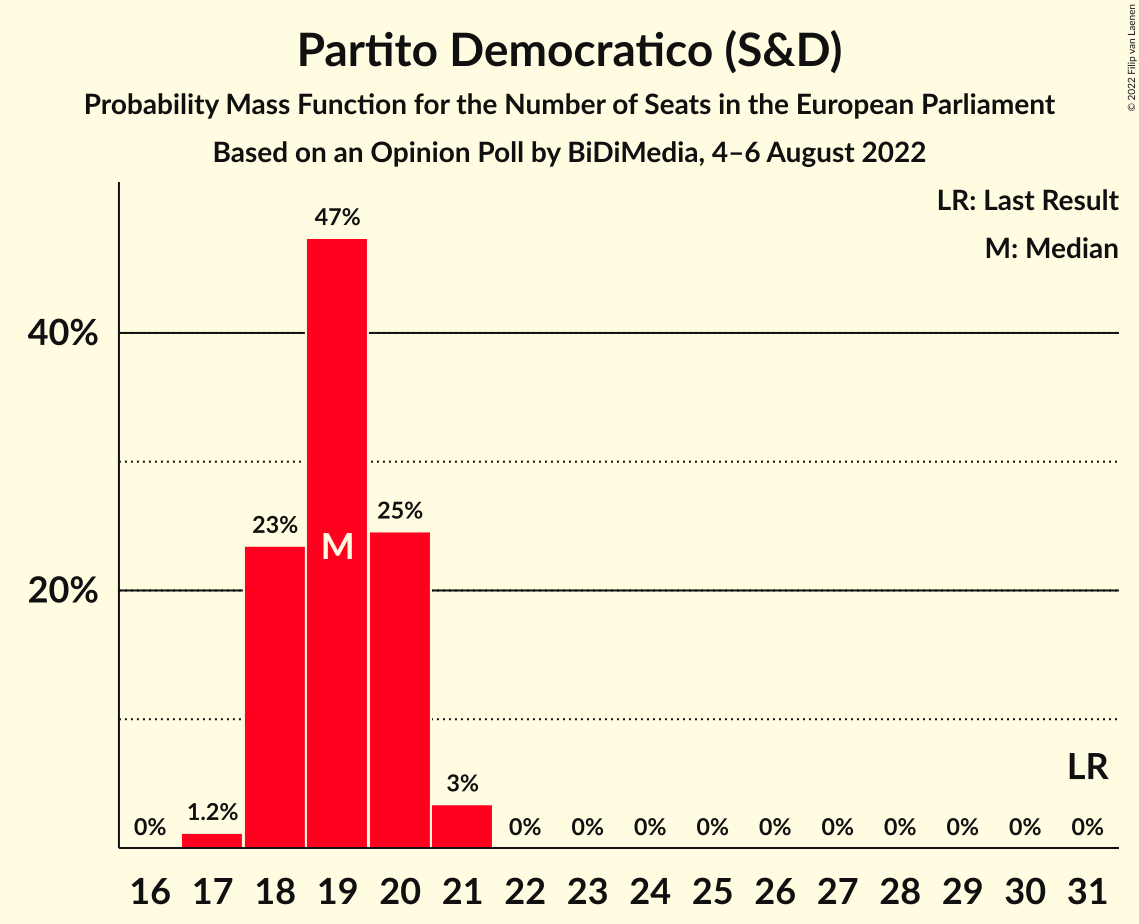 Partito Democratico (S&D)
Probability Mass Function for the Number of Seats in the European Parliament
Based on an Opinion Poll by BiDiMedia, 4–6 August 2022
© 2022 Filip van Laenen
LR: Last Result
M: Median
47%
40%
25%
23%
M
20%
LR
3%
1.2%
0% 0% 0% 0% 0% 0% 0% 0% 0% 0% 0%
16 17 18 19 20 21 22 23 24 25 26 27 28 29 30 31